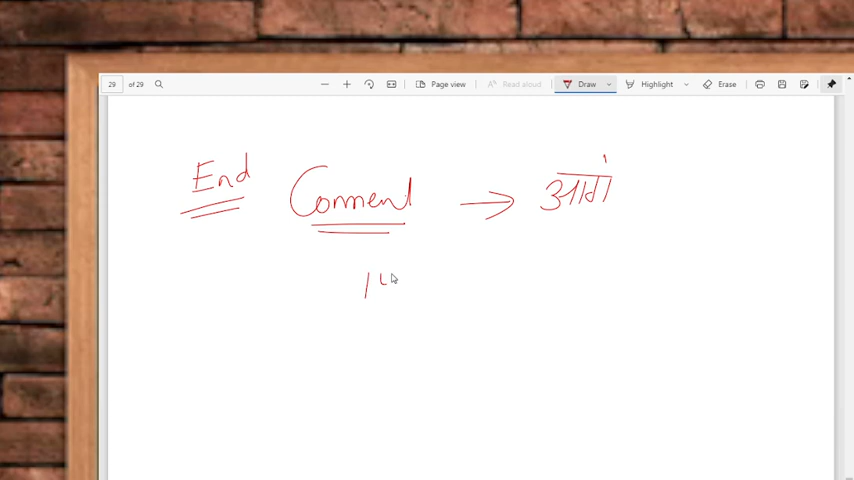 29 of 29 Page view Read aloud Draw Highlight Erase
End Comment →